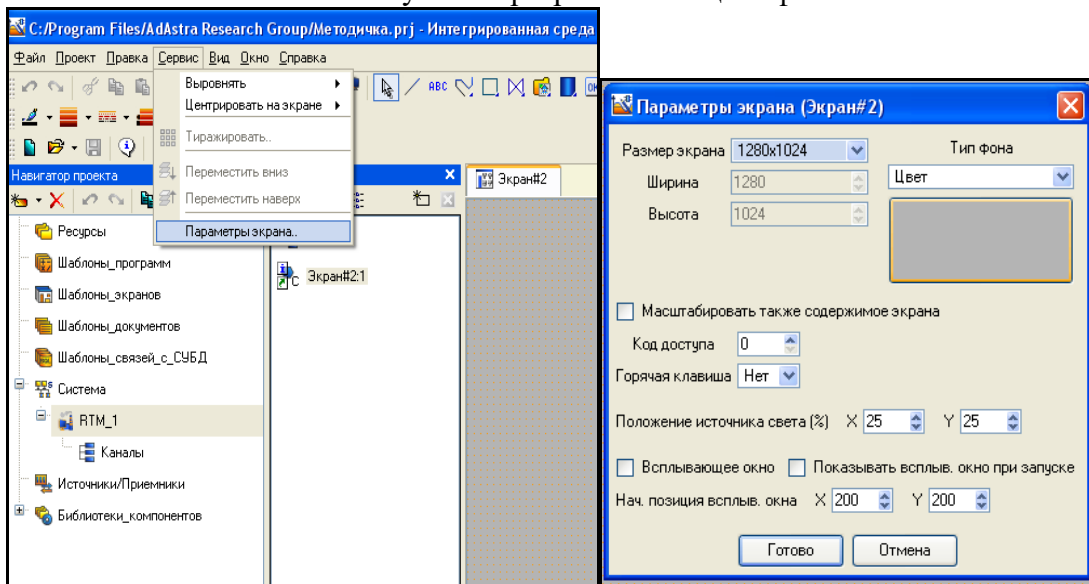 C:/Program Files/AdAstra Research Group/Методичка.prj - Интегрированная среда
Файл Проект Правка Сервис Вид Окно Справка
Выровнять
Центрировать на экране
Тиражировать..
Переместить вниз
Переместить наверх
Параметры экрана..
ABC
Навигатор проекта
Ресурсы
Шаблоны_программ
Шаблоны_экранов
Шаблоны_документов
Шаблоны_связей_с_СУБД
Система
RTM_1
Каналы
Источники/Приемники
Библиотеки_компонентов
Экран#2:1
Экран#2
Параметры экрана (Экран#2)
Размер экрана 1280x1024
Тип фона
Ширина 1280
Цвет
Высота 1024
Масштабировать также содержимое экрана
Код доступа 0
Горячая клавиша Нет
Положение источника света (%) X 25 Y 25
Всплывающее окно Показывать всплыв. окно при запуске
Нач. позиция всплыв. окна X 200 Y 200
Готово Отмена